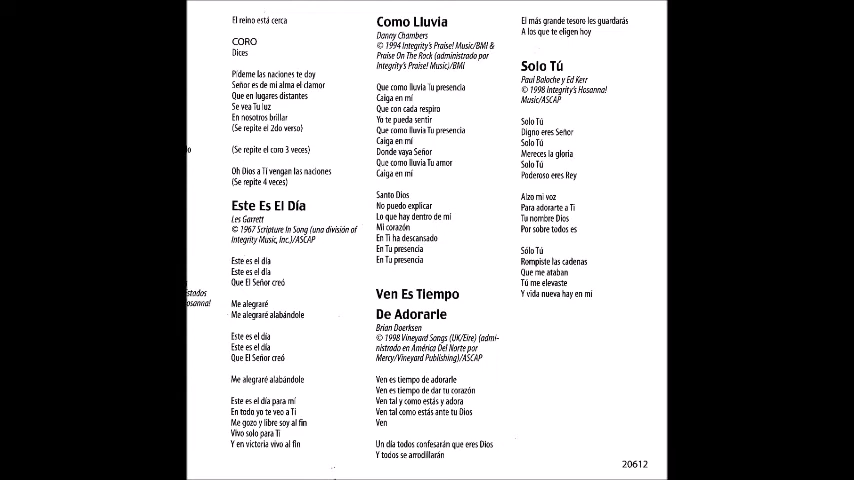 El reino está cerca
CORO
Dices
Pídeme las naciones te doy
Señor es de mi alma el clamor
Que en lugares distantes
Se vea Tu luz
En nosotros brillar
(Se repite el 2do verso)
(Se repite el coro 3 veces)
Oh Dios a Ti vengan las naciones
(Se repite 4 veces)
Este Es El Día
Les Garrett
© 1967 Scripture In Song (una división of
Integrity Music, Inc.)/ASCAP
Este es el día
Este es el día
Que El Señor creó
Me alegraré
Me alegraré alabándole
Este es el día
Este es el día
Que El Señor creó
Me alegraré alabándole
Este es el día para mí
En todo yo te veo a Ti
Me gozo y libre soy al fin
Vivo solo para Ti
Y en victoria vivo al fin
Como Lluvia
Danny Chambers
© 1994 Integrity's Praise! Music/BMI &
Praise On The Rock (administrado por
Integrity's Praise! Music)/BMI
Que como lluvia Tu presencia
Caiga en mí
Que con cada respiro
Yo te pueda sentir
Que como lluvia Tu presencia
Caiga en mí
Donde vaya Señor
Que como lluvia Tu amor
Caiga en mí
Santo Dios
No puedo explicar
Lo que hay dentro de mi
Mi corazón
En Ti ha descansado
En Tu presencia
En Tu presencia
Ven Es Tiempo
De Adorarle
Brian Doerksen
© 1998 Vineyard Songs (UK/Eire) (admi-
nistrado en América Del Norte por
Mercy/Vineyard Publishing)/ASCAP
Ven es tiempo de adorarle
Ven es tiempo de dar tu corazón
Ven tal y como estás y adora
Ven tal como estás ante tu Dios
Ven
Un día todos confesarán que eres Dios
Y todos se arrodillarán
El más grande tesoro les guardarás
A los que te eligen hoy
Solo Tú
Paul Baloche y Ed Kerr
© 1998 Integrity's Hosanna!
Music/ASCAP
Solo Tú
Digno eres Señor
Solo Tú
Mereces la gloria
Solo Tú
Poderoso eres Rey
Alzo mi voz
Para adorarte a Ti
Tu nombre Dios
Por sobre todos es
Sólo Tú
Rompiste las cadenas
Que me ataban
Tú me elevaste
Y vida nueva hay en mi
20612